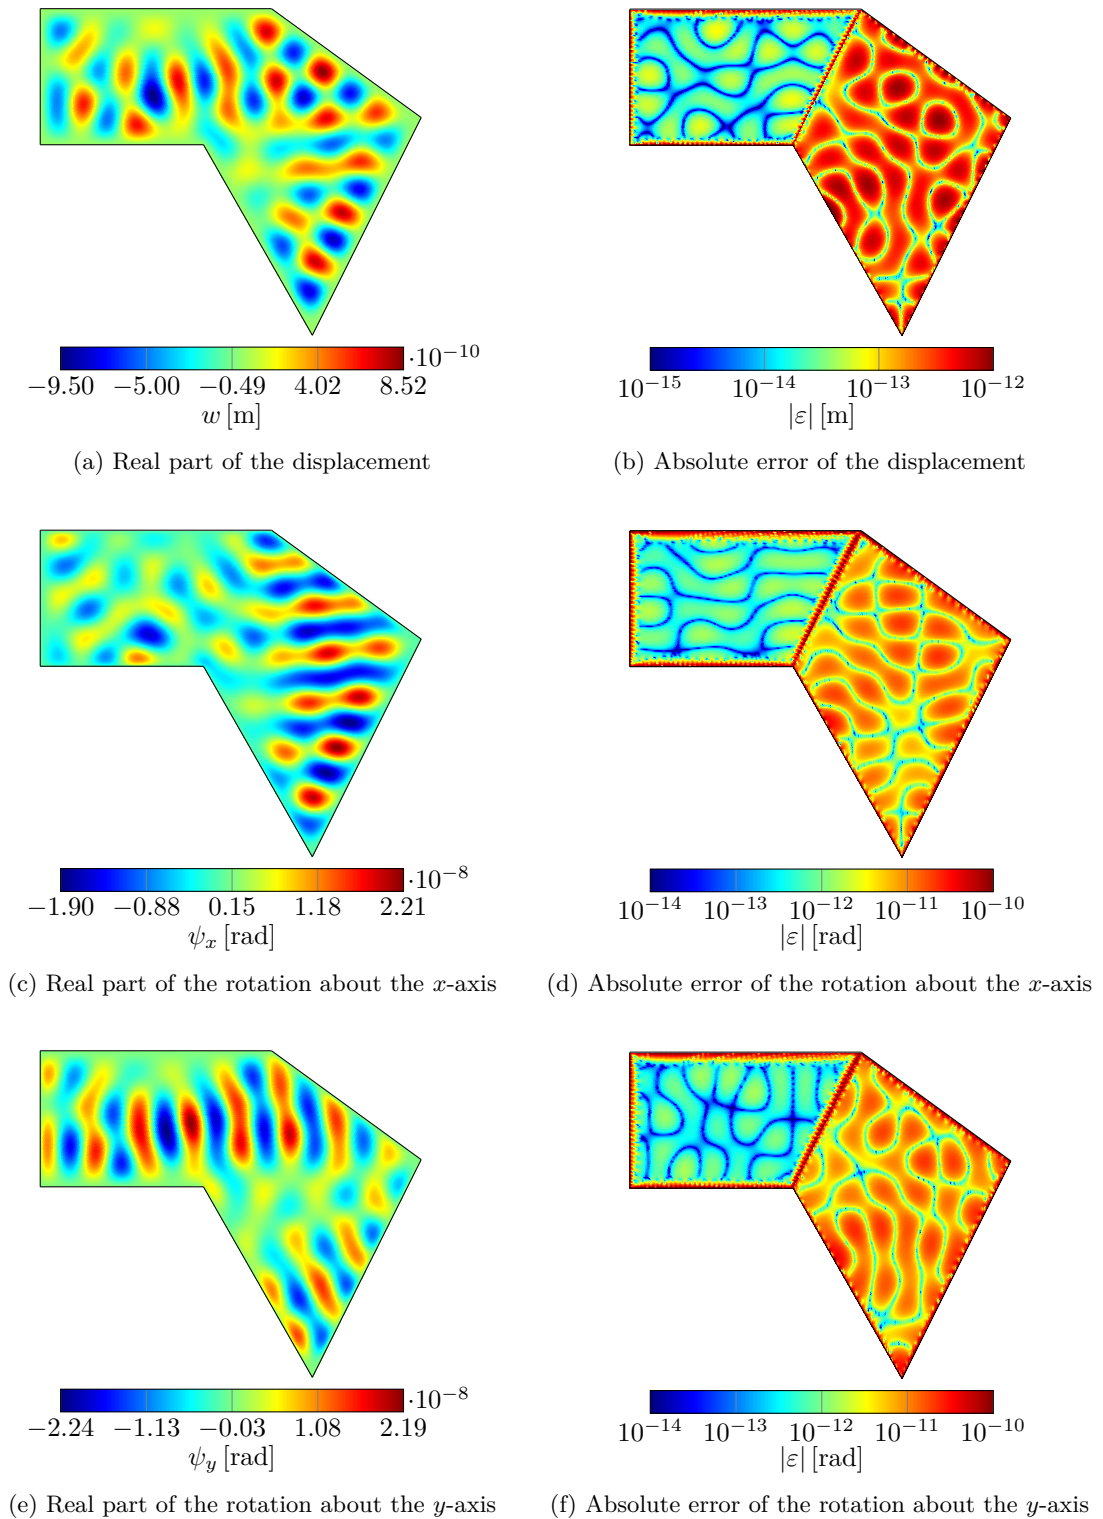 −9.50 −5.00 −0.49 4.02 8.52 ·10⁻¹⁰
w [m]
10⁻¹⁵ 10⁻¹⁴ 10⁻¹³ 10⁻¹²
|ε| [m]
(a) Real part of the displacement
(b) Absolute error of the displacement
−1.90 −0.88 0.15 1.18 2.21 ·10⁻⁸
ψₓ [rad]
10⁻¹⁴ 10⁻¹³ 10⁻¹² 10⁻¹¹ 10⁻¹⁰
|ε| [rad]
(c) Real part of the rotation about the x-axis
(d) Absolute error of the rotation about the x-axis
−2.24 −1.13 −0.03 1.08 2.19 ·10⁻⁸
ψ_y [rad]
10⁻¹⁴ 10⁻¹³ 10⁻¹² 10⁻¹¹ 10⁻¹⁰
|ε| [rad]
(e) Real part of the rotation about the y-axis
(f) Absolute error of the rotation about the y-axis